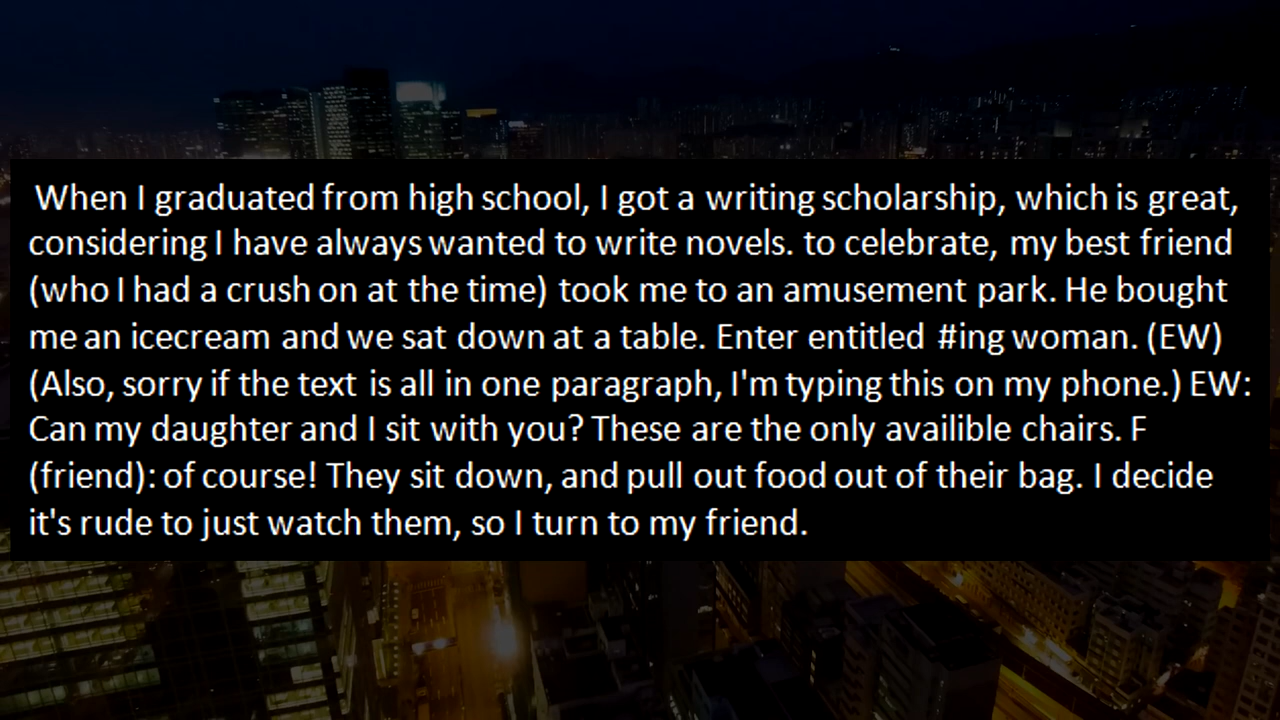 When I graduated from high school, I got a writing scholarship, which is great,
considering I have always wanted to write novels. to celebrate, my best friend
(who I had a crush on at the time) took me to an amusement park. He bought
me an icecream and we sat down at a table. Enter entitled #ing woman. (EW)
(Also, sorry if the text is all in one paragraph, I'm typing this on my phone.) EW:
Can my daughter and I sit with you? These are the only availible chairs. F
(friend): of course! They sit down, and pull out food out of their bag. I decide
it's rude to just watch them, so I turn to my friend.